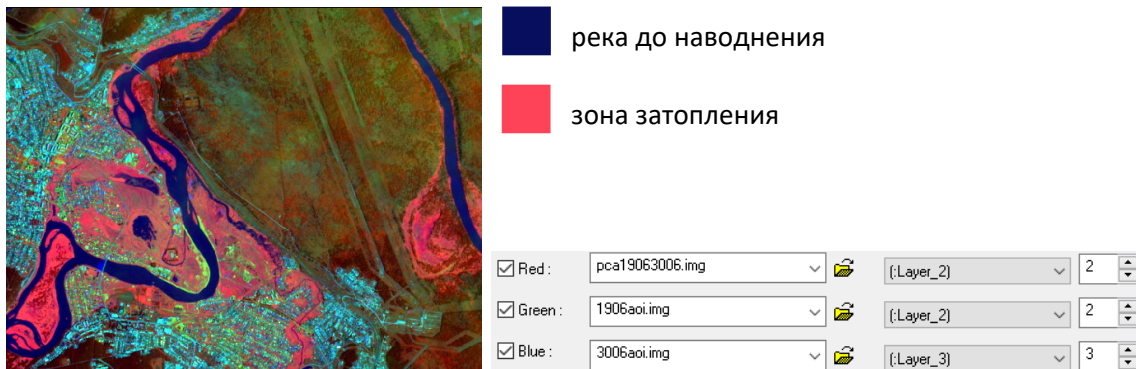 река до наводнения
зона затопления
Red : pca19063006.img (:Layer_2) 2
Green : 1906aoi.img (:Layer_2) 2
Blue : 3006aoi.img (:Layer_3) 3